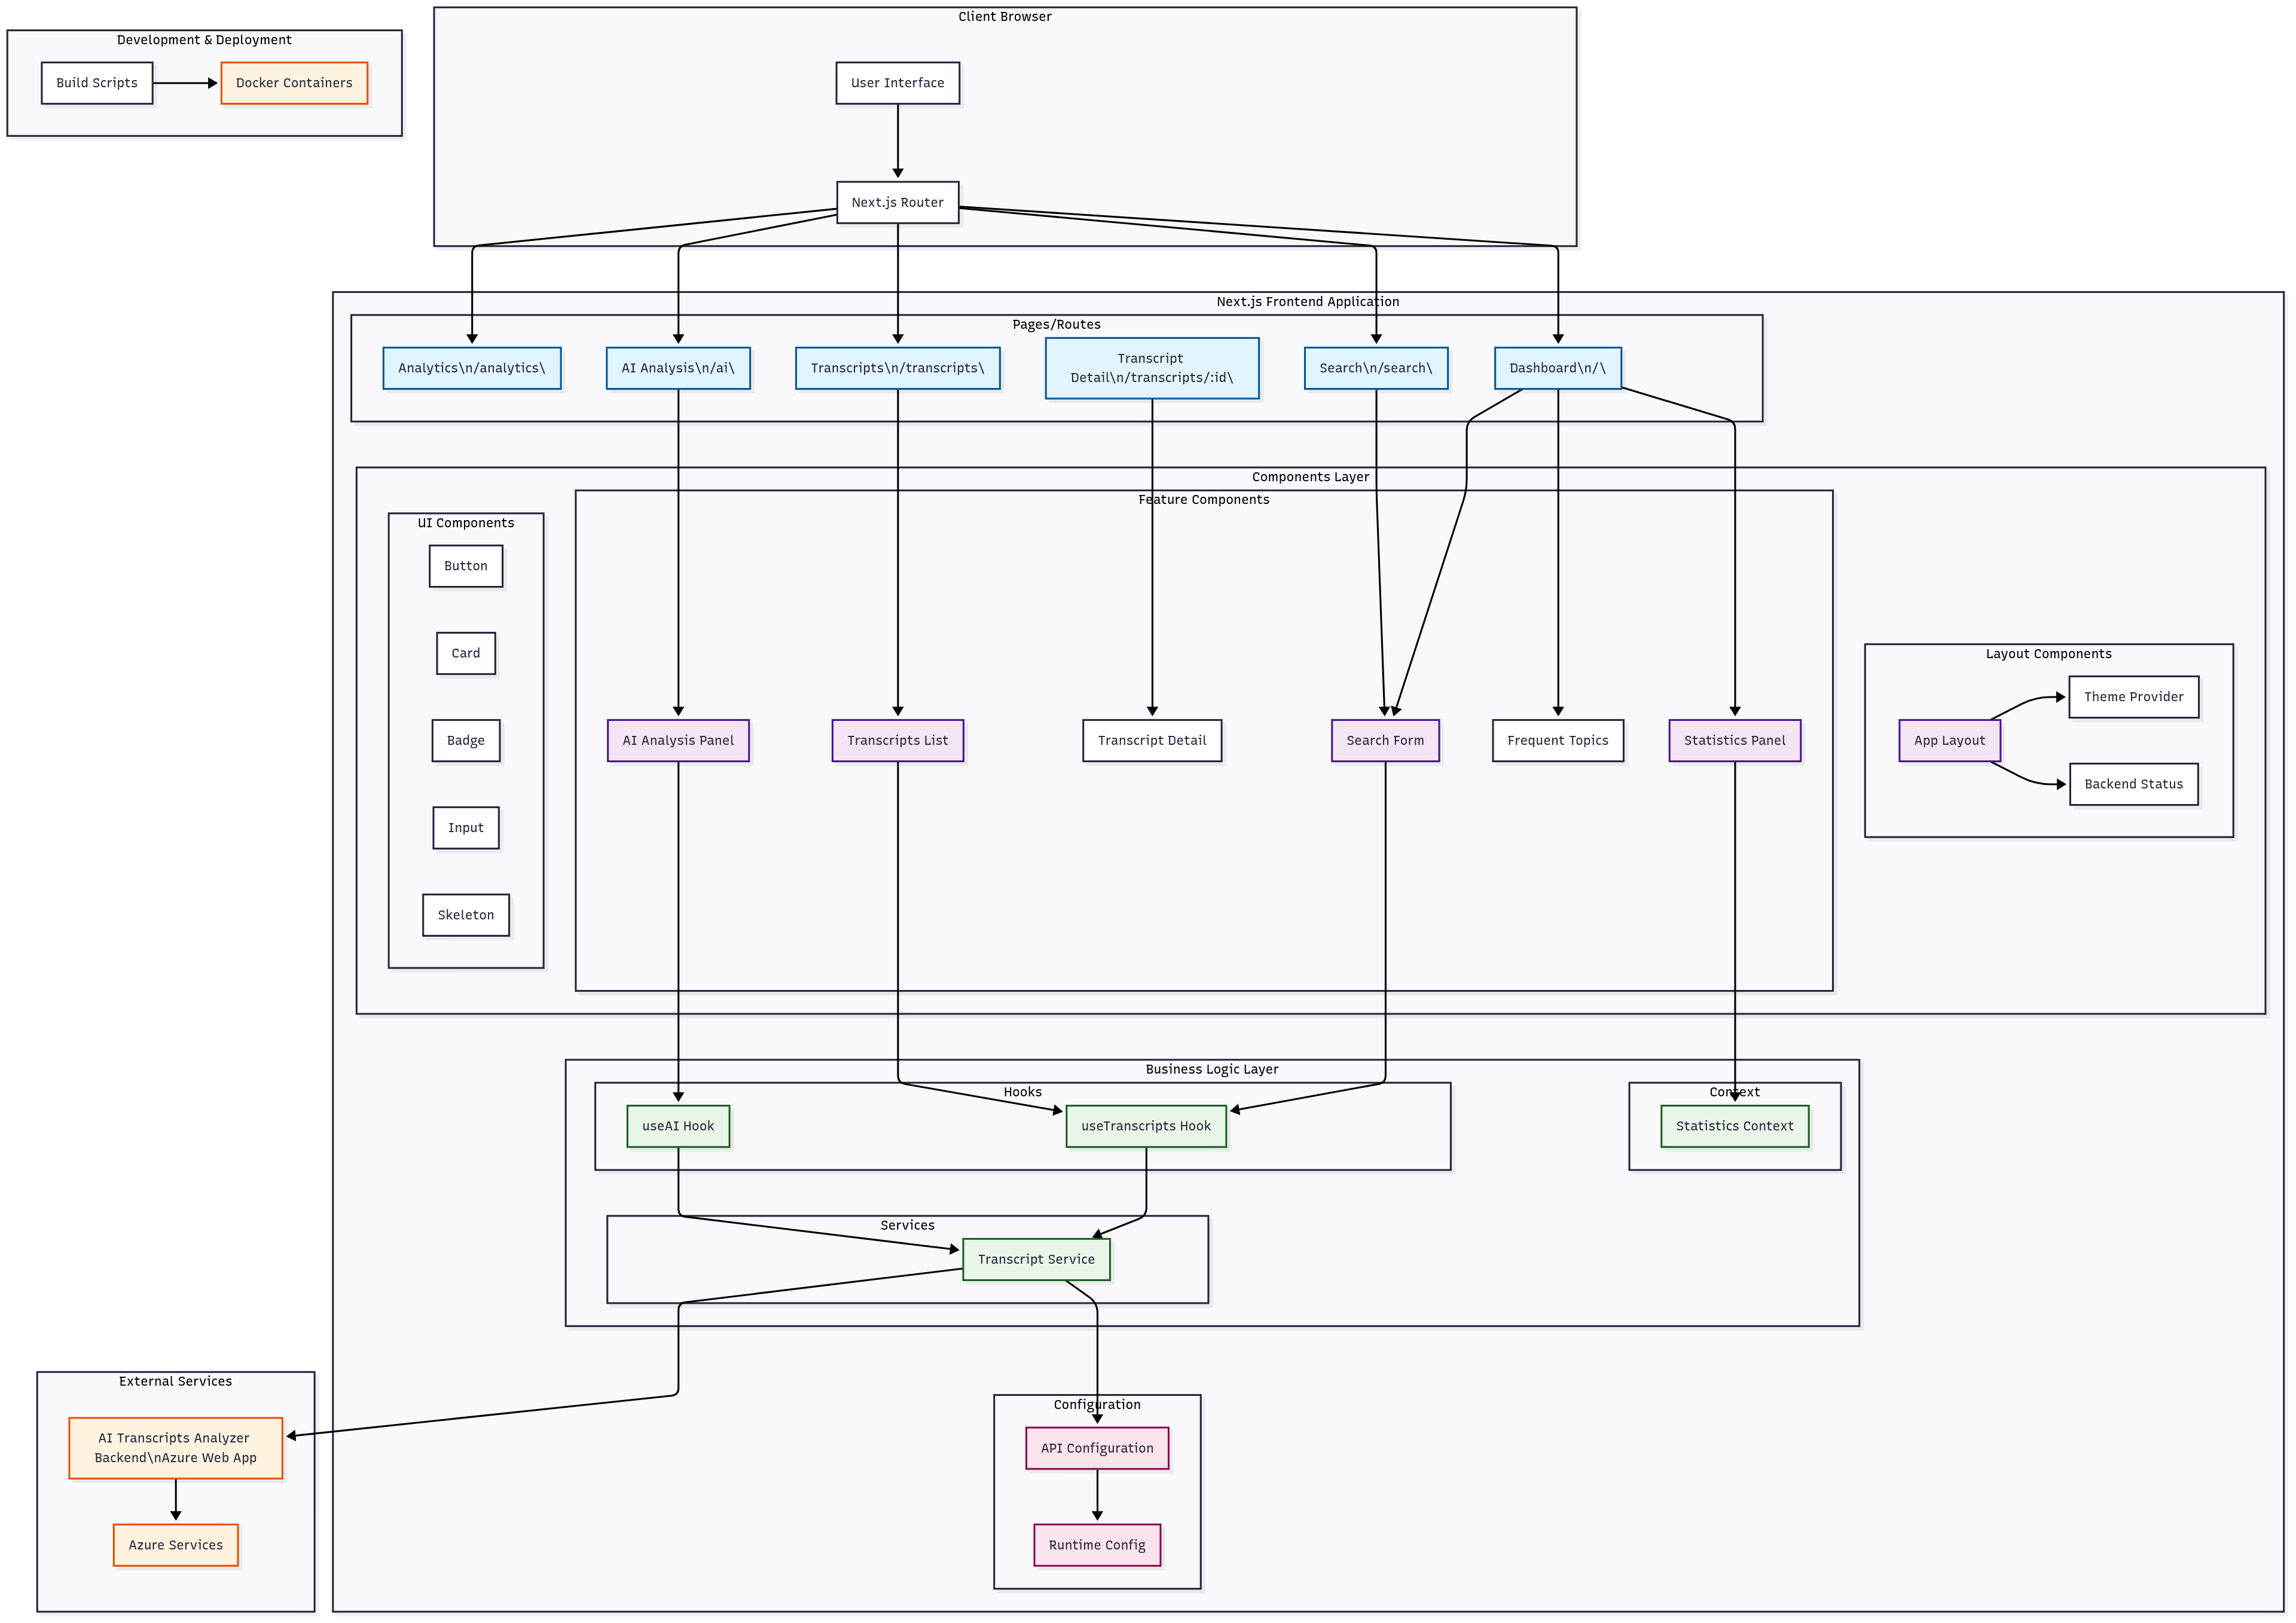 Client Browser
Development & Deployment
Build Scripts
Docker Containers
User Interface
Next.js Router
Next.js Frontend Application
Pages/Routes
Analytics\n/analytics\
AI Analysis\n/ai\
Transcripts\n/transcripts\
Transcript
Detail\n/transcripts/:id\
Search\n/search\
Dashboard\n/\
Components Layer
Feature Components
UI Components
Button
Card
Badge
Input
Skeleton
AI Analysis Panel
Transcripts List
Transcript Detail
Search Form
Frequent Topics
Statistics Panel
Layout Components
App Layout
Theme Provider
Backend Status
Business Logic Layer
Hooks
useAI Hook
useTranscripts Hook
Context
Statistics Context
Services
Transcript Service
External Services
AI Transcripts Analyzer
Backend\nAzure Web App
Azure Services
Configuration
API Configuration
Runtime Config